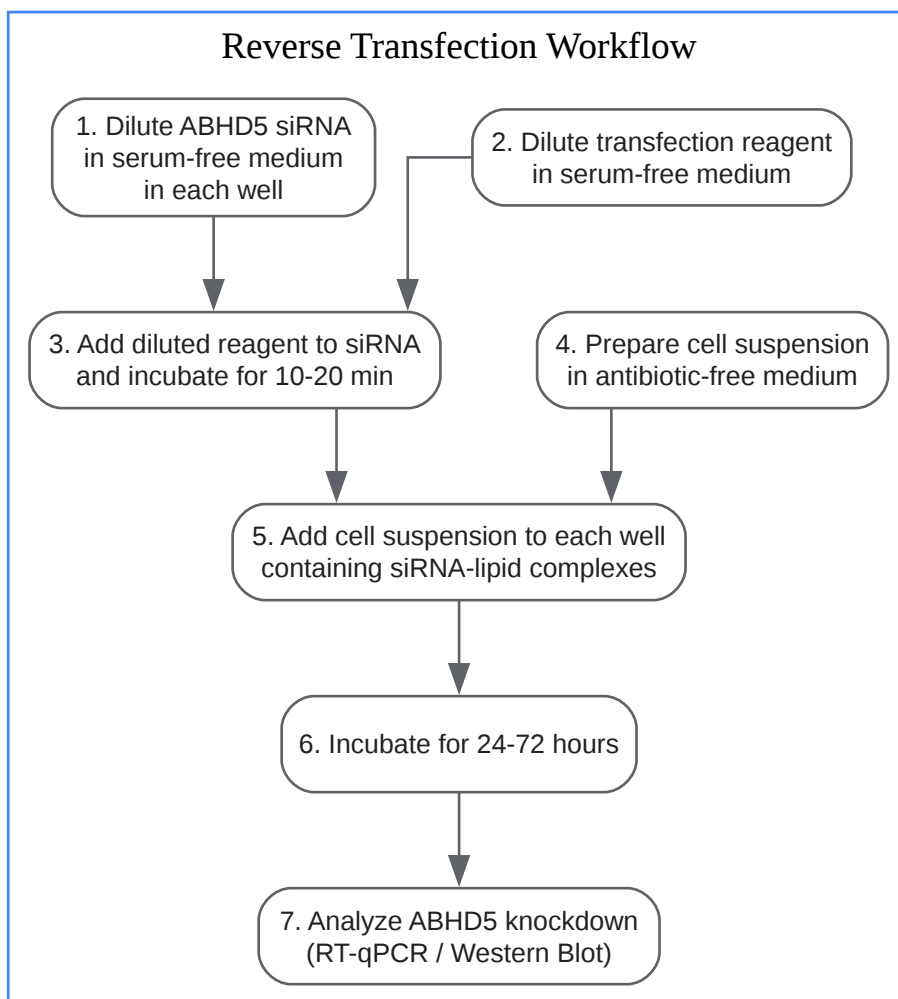 Reverse Transfection Workflow
1. Dilute ABHD5 siRNA
in serum-free medium
in each well
2. Dilute transfection reagent
in serum-free medium
3. Add diluted reagent to siRNA
and incubate for 10-20 min
4. Prepare cell suspension
in antibiotic-free medium
5. Add cell suspension to each well
containing siRNA-lipid complexes
6. Incubate for 24-72 hours
7. Analyze ABHD5 knockdown
(RT-qPCR / Western Blot)